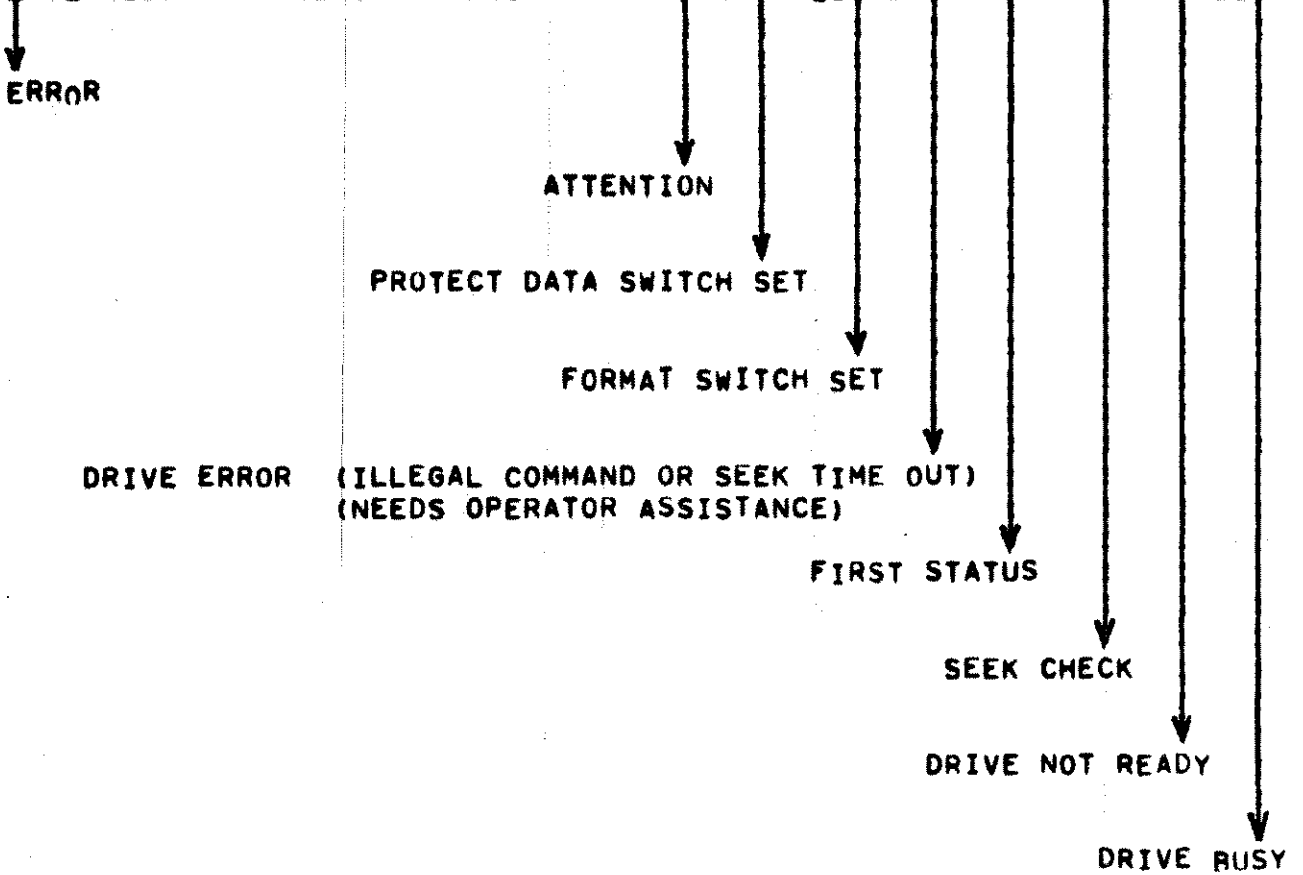 ERROR
ATTENTION
PROTECT DATA SWITCH SET
FORMAT SWITCH SET
DRIVE ERROR (ILLEGAL COMMAND OR SEEK TIME OUT)
(NEEDS OPERATOR ASSISTANCE)
FIRST STATUS
SEEK CHECK
DRIVE NOT READY
DRIVE BUSY